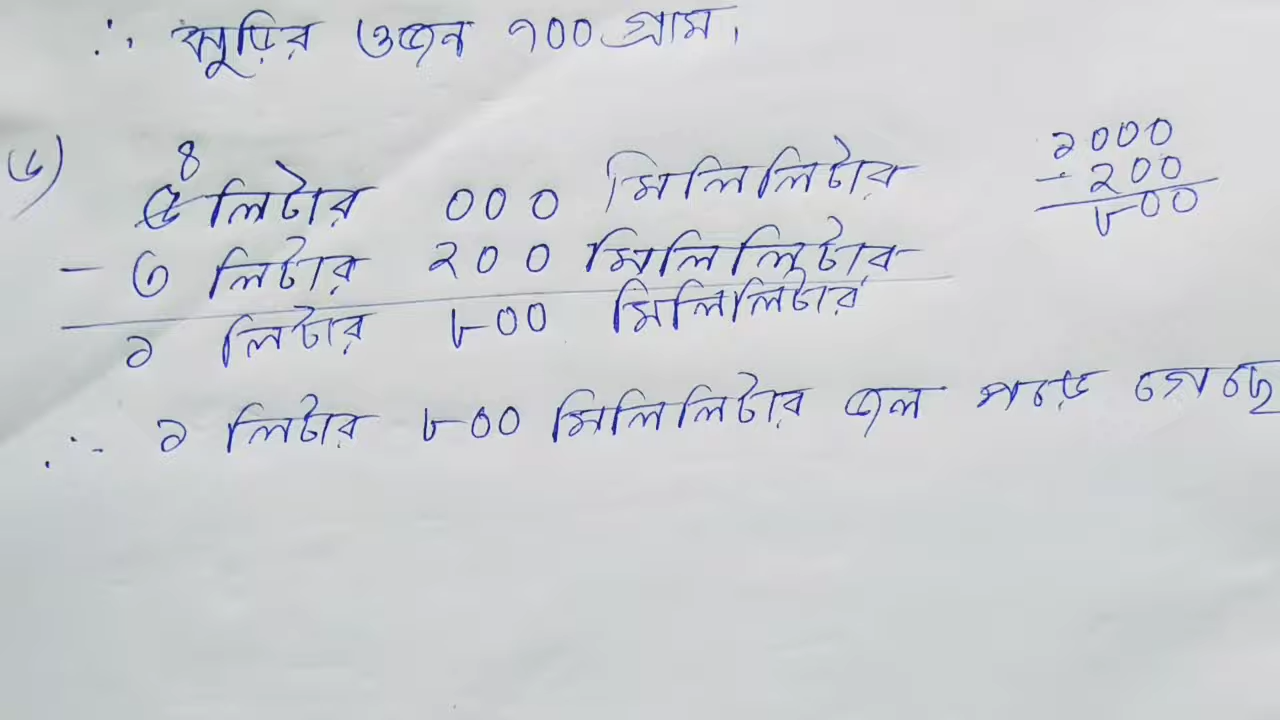 ∴ ঝুড়ির ওজন ৭০০ গ্রাম।
৬)
৪
৫ লিটার ০০০ মিলিলিটার
- ৩ লিটার ২০০ মিলিলিটার
১ লিটার ৮০০ মিলিলিটার
১০০০
- ২০০
৮০০
∴ ১ লিটার ৮০০ মিলিলিটার জল পড়ে গেছে